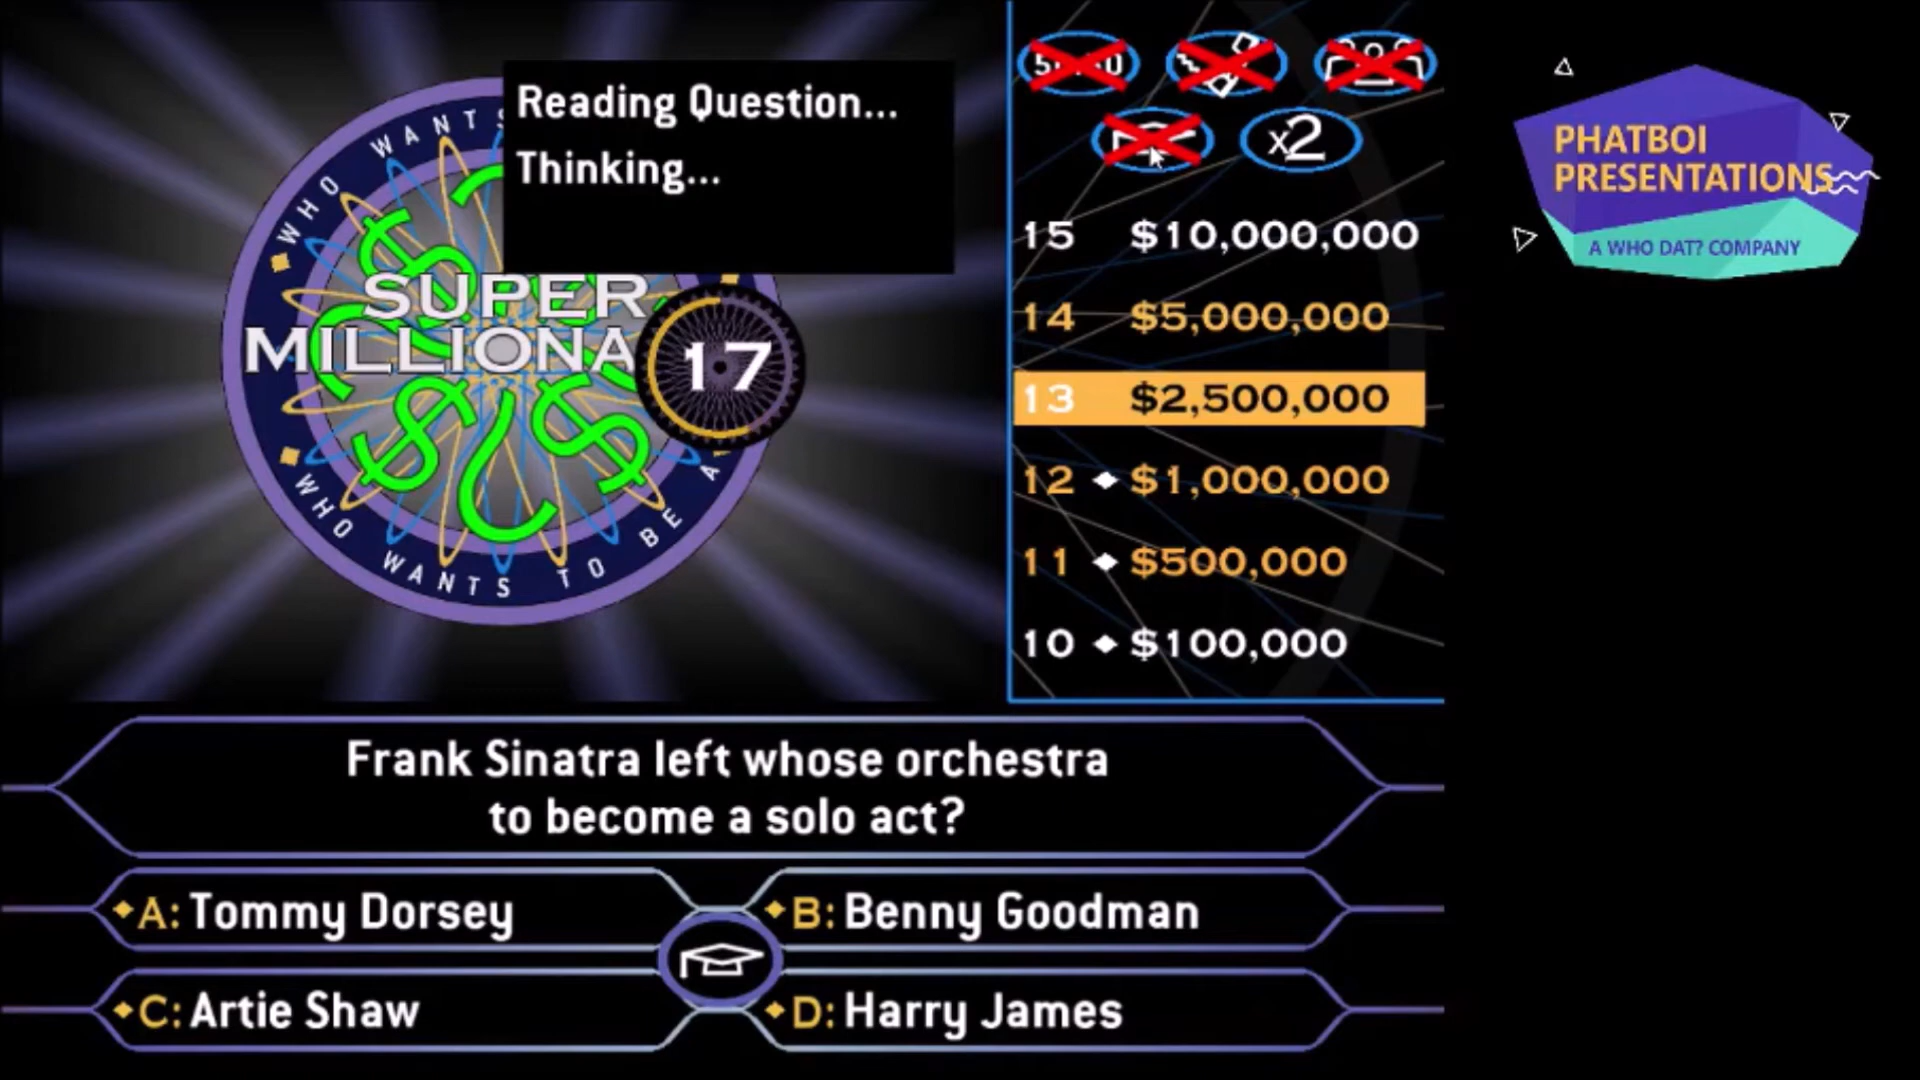 Reading Question...
Thinking...
WHO WANTS
SUPER
MILLIONA
WHO WANTS TO BE A
17
x2
15 $10,000,000
14 $5,000,000
13 $2,500,000
12 $1,000,000
11 $500,000
10 $100,000
PHATBOI
PRESENTATIONS
A WHO DAT? COMPANY
Frank Sinatra left whose orchestra
to become a solo act?
A: Tommy Dorsey
B: Benny Goodman
C: Artie Shaw
D: Harry James